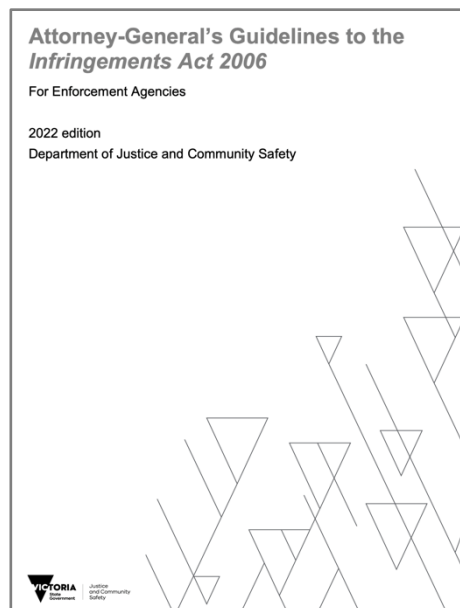 Attorney-General's Guidelines to the
Infringements Act 2006
For Enforcement Agencies
2022 edition
Department of Justice and Community Safety
VICTORIA
State
Government
Justice
and Community
Safety